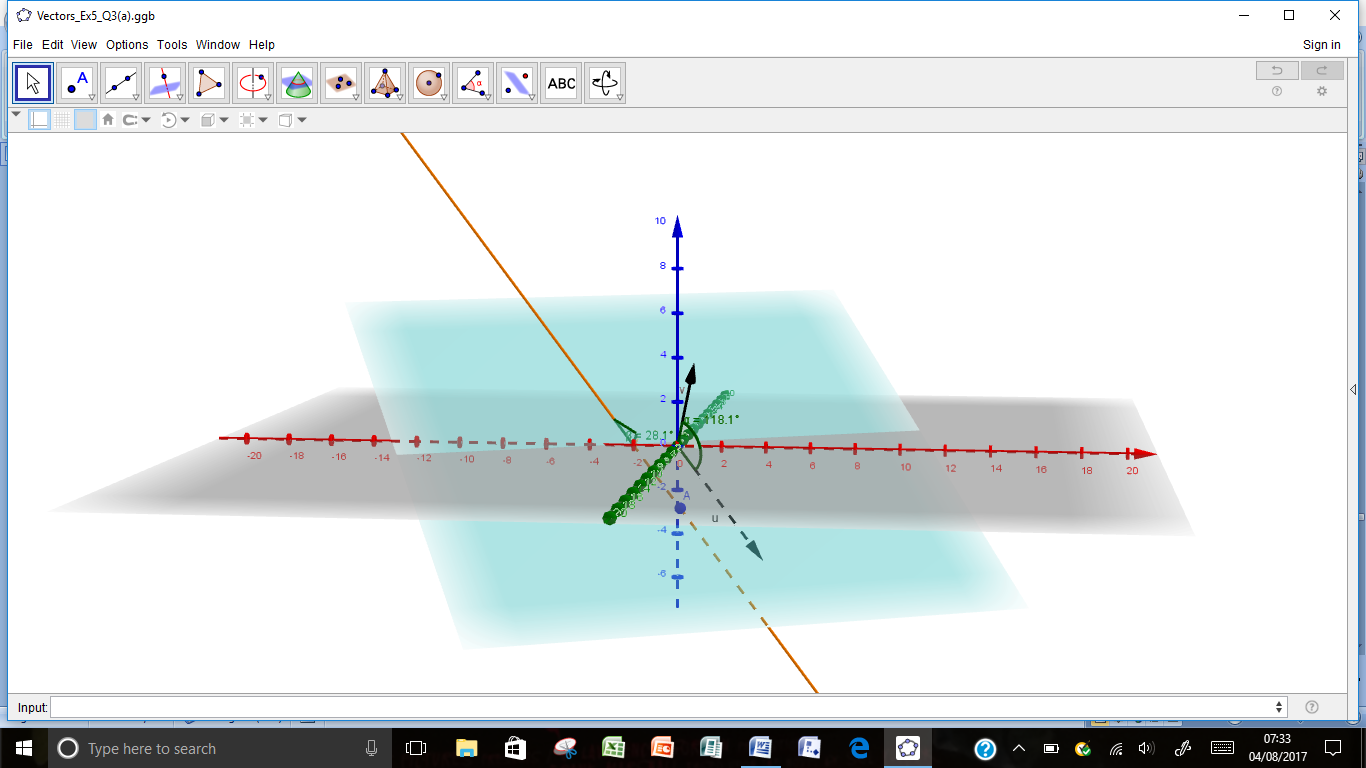 Vectors_Ex5_Q3(a).ggb
File Edit View Options Tools Window Help
Sign in
A
ABC
10
8
6
4
2
0
v
α = 118.1°
= 28.1°
-20 -18 -16 -14 -12 -10 -8 -6 -4 -2 0 2 4 6 8 10 12 14 16 18 20
-2
A
u
-4
-6
Input:
Type here to search
07:33
04/08/2017